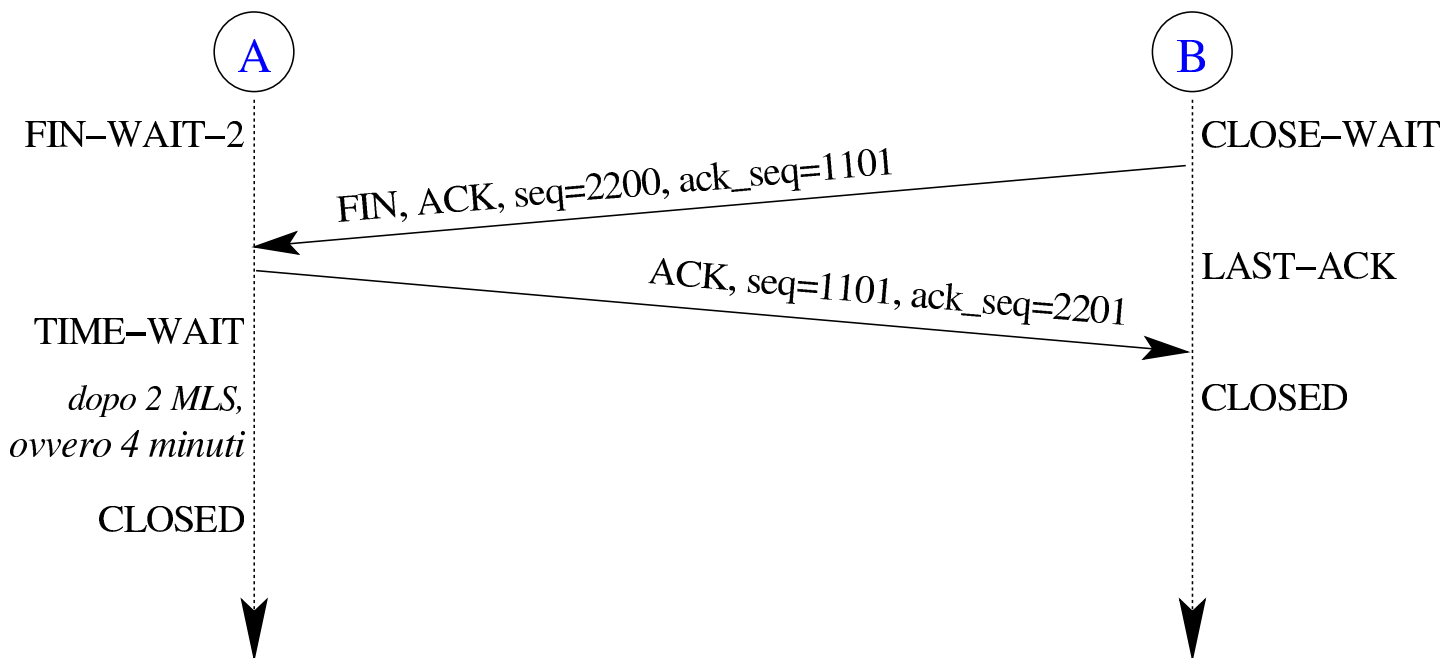 A
B
FIN–WAIT–2
CLOSE–WAIT
FIN, ACK, seq=2200, ack_seq=1101
LAST–ACK
ACK, seq=1101, ack_seq=2201
TIME–WAIT
dopo 2 MLS,
ovvero 4 minuti
CLOSED
CLOSED